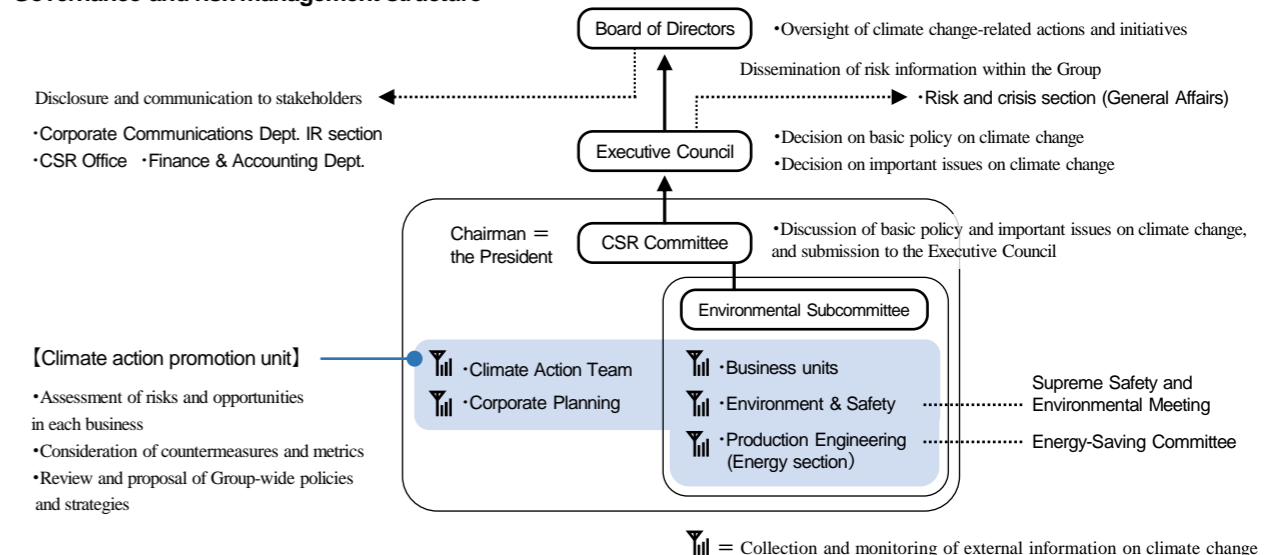 Governance and risk management structure
Board of Directors
•Oversight of climate change-related actions and initiatives
Dissemination of risk information within the Group
Disclosure and communication to stakeholders
・Risk and crisis section (General Affairs)
・Corporate Communications Dept. IR section
・CSR Office ・Finance & Accounting Dept.
Executive Council
•Decision on basic policy on climate change
•Decision on important issues on climate change
Chairman =
the President
CSR Committee
•Discussion of basic policy and important issues on climate change,
and submission to the Executive Council
Environmental Subcommittee
【Climate action promotion unit】
•Assessment of risks and opportunities
in each business
•Consideration of countermeasures and metrics
•Review and proposal of Group-wide policies
and strategies
・Climate Action Team
・Corporate Planning
・Business units
・Environment & Safety
・Production Engineering
(Energy section)
Supreme Safety and
Environmental Meeting
Energy-Saving Committee
= Collection and monitoring of external information on climate change